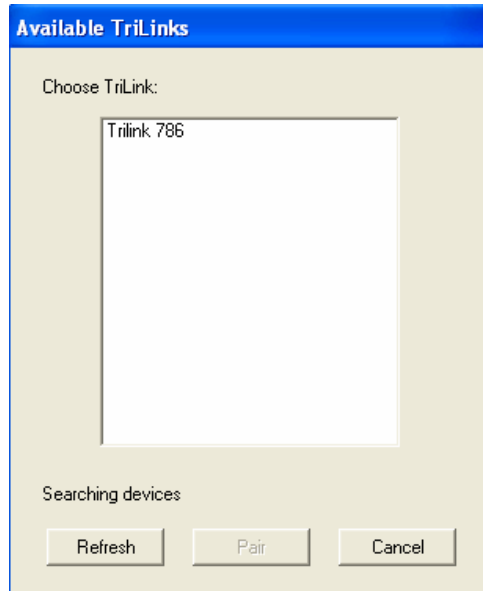 Available TriLinks
Choose TriLink:
Trilink 786
Searching devices
Refresh Pair Cancel